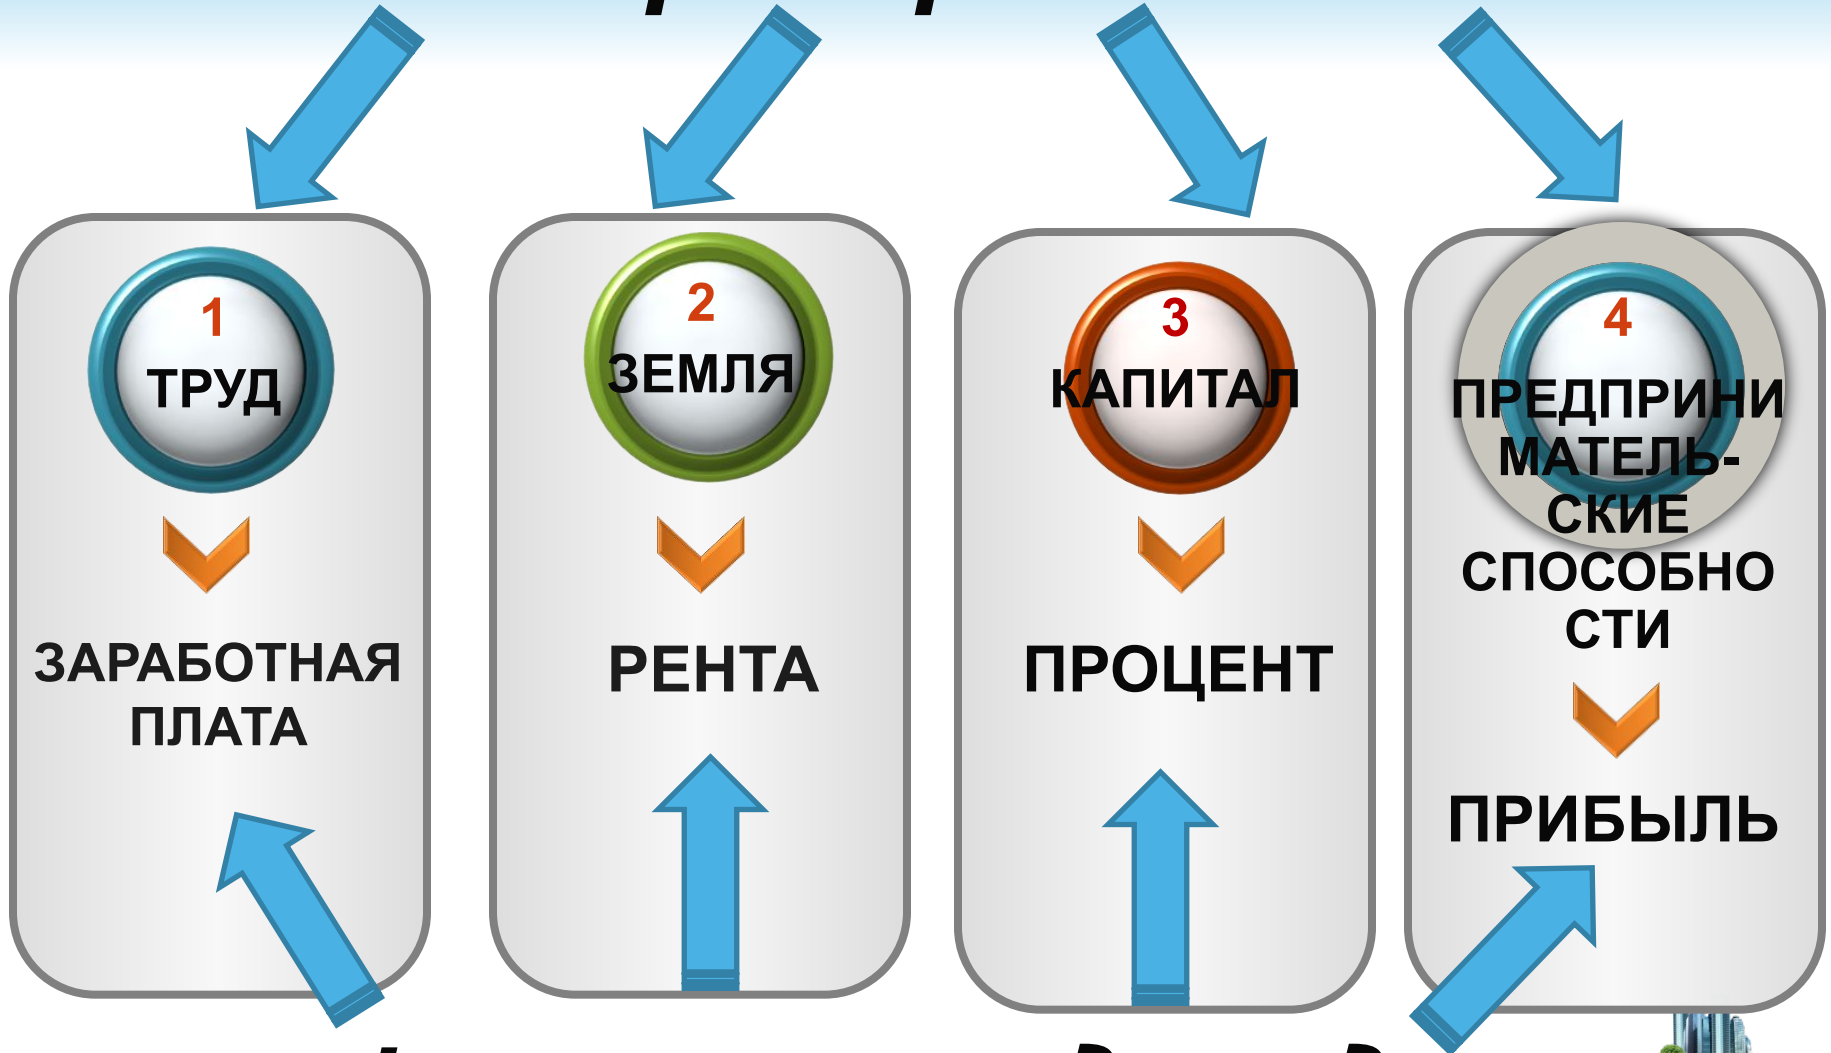 1
ТРУД
ЗАРАБОТНАЯ
ПЛАТА
2
ЗЕМЛЯ
РЕНТА
3
КАПИТАЛ
ПРОЦЕНТ
4
ПРЕДПРИНИ
МАТЕЛЬ-
СКИЕ
СПОСОБНО
СТИ
ПРИБЫЛЬ